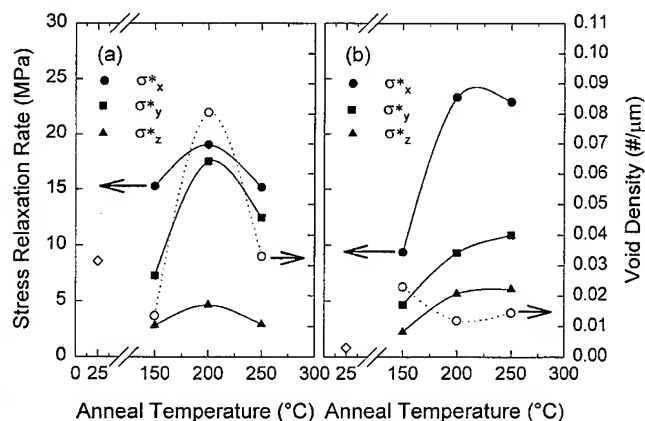 30
25
20
15
10
5
0
Stress Relaxation Rate (MPa)
(a)
σ*x
σ*y
σ*z
0 25 150 200 250 300
Anneal Temperature (°C)
(b)
σ*x
σ*y
σ*z
0 25 150 200 250 300
Anneal Temperature (°C)
0.11
0.10
0.09
0.08
0.07
0.06
0.05
0.04
0.03
0.02
0.01
0.00
Void Density (#/μm)